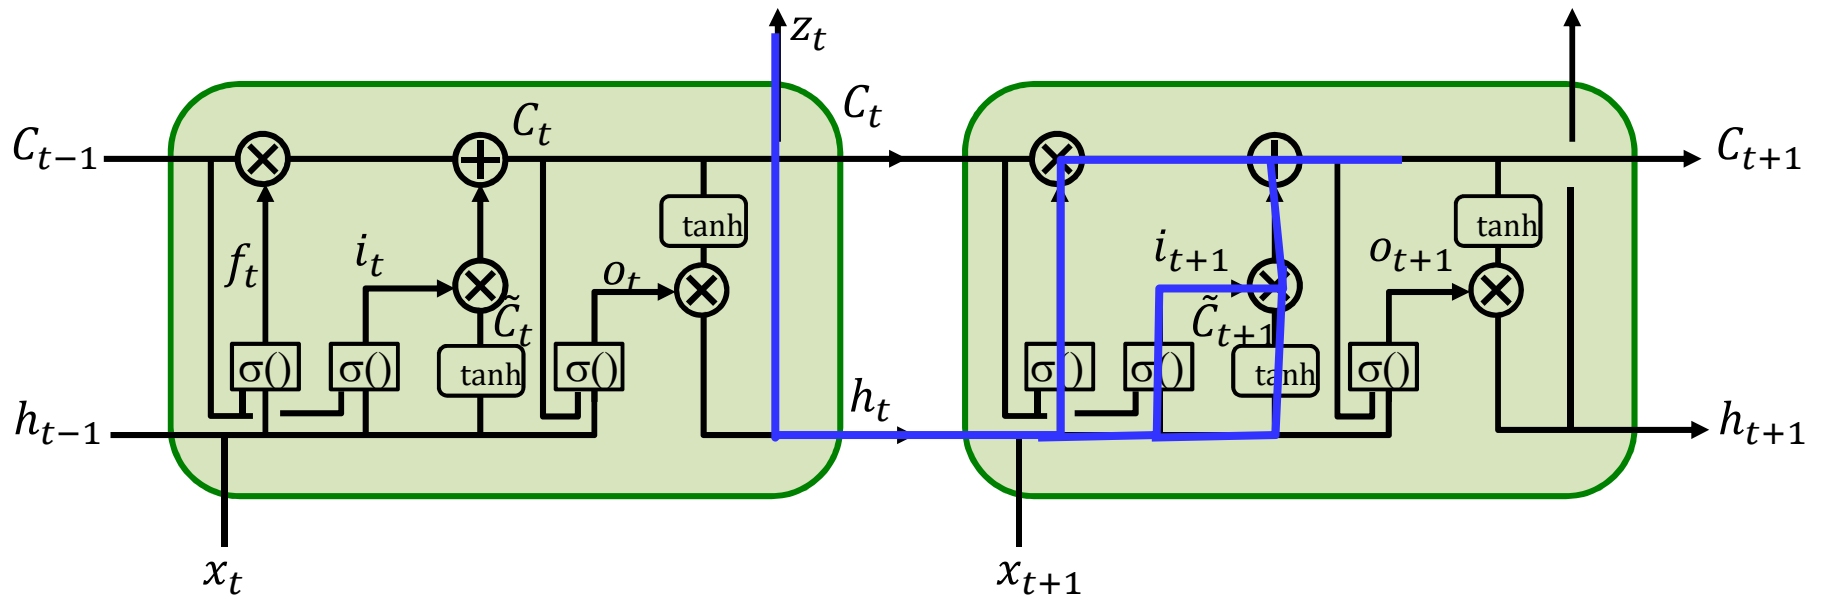 z_t
C_{t-1} C_t C_t C_{t+1}
tanh tanh
f_t i_t o_t i_{t+1} o_{t+1}
C̃_t C̃_{t+1}
σ() σ() tanh σ() σ() σ() tanh σ()
h_{t-1} h_t h_{t+1}
x_t x_{t+1}